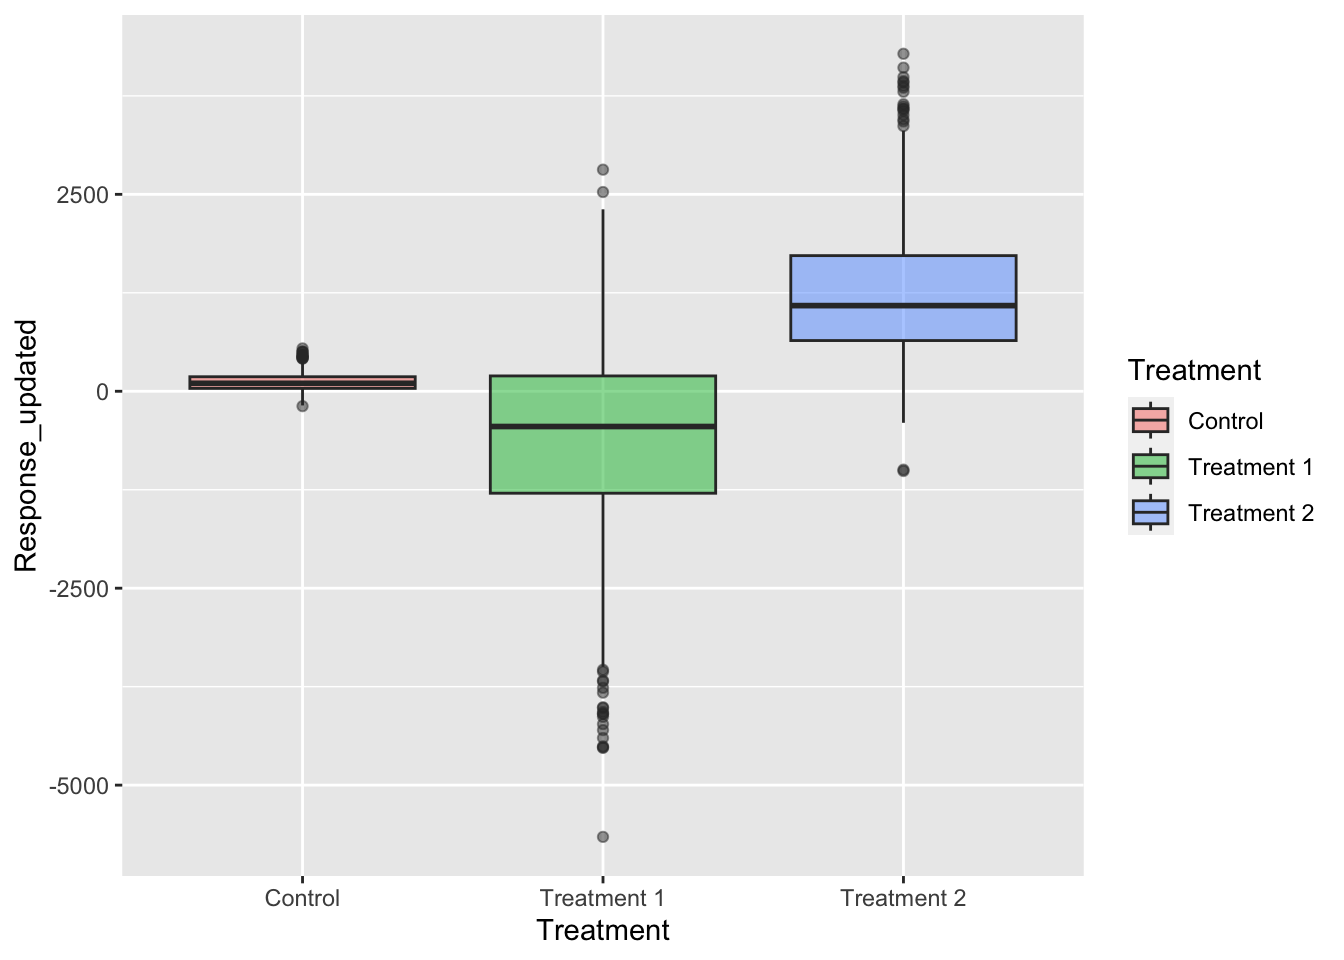 Response_updated
2500
0
-2500
-5000
Control
Treatment 1
Treatment 2
Treatment
Treatment
Control
Treatment 1
Treatment 2